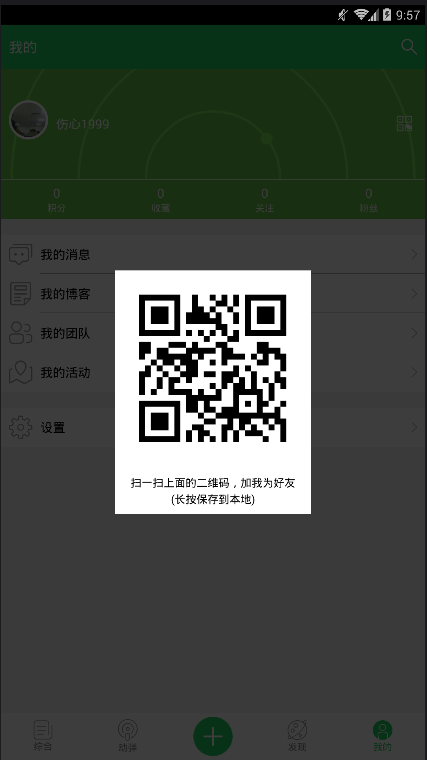 9:57
我的
伤心1999
0 0 0 0
积分 收藏 关注 粉丝
我的消息
我的博客
我的团队
我的活动
扫一扫上面的二维码，加我为好友
(长按保存到本地)
设置
综合 动弹 发现 我的